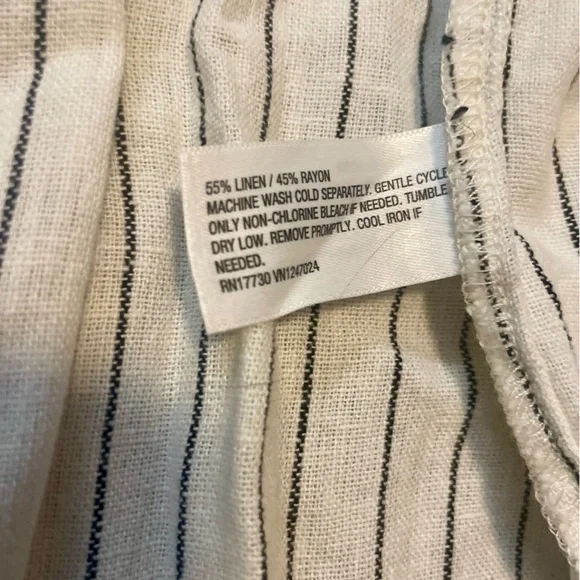 55% LINEN / 45% RAYON
MACHINE WASH COLD SEPARATELY. GENTLE CYCLE
ONLY NON-CHLORINE BLEACH IF NEEDED. TUMBLE
DRY LOW. REMOVE PROMPTLY. COOL IRON IF
NEEDED.
RN17730 VN1247024